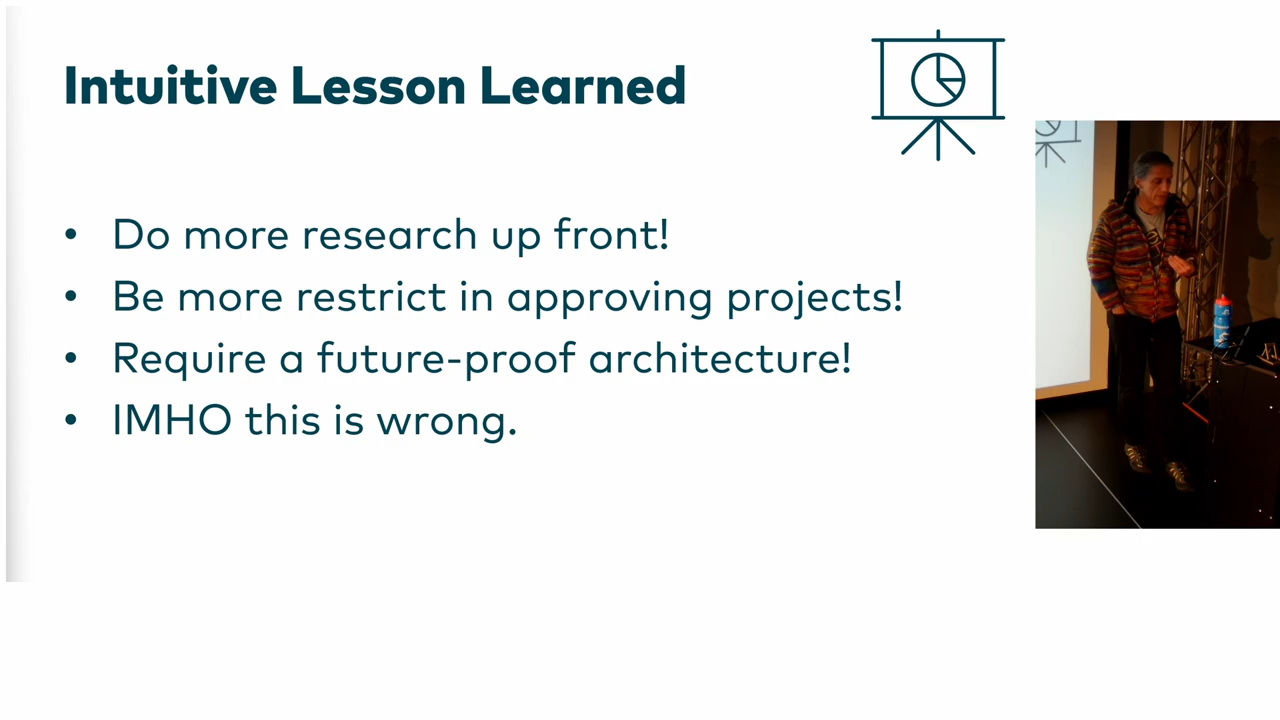 Intuitive Lesson Learned
• Do more research up front!
• Be more restrict in approving projects!
• Require a future-proof architecture!
• IMHO this is wrong.